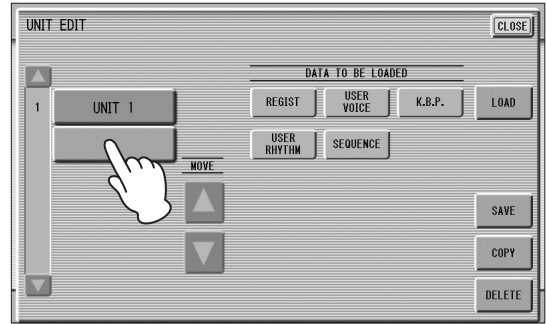 UNIT EDIT
CLOSE
DATA TO BE LOADED
1
UNIT 1
REGIST
USER
VOICE
K.B.P.
LOAD
USER
RHYTHM
SEQUENCE
MOVE
SAVE
COPY
DELETE